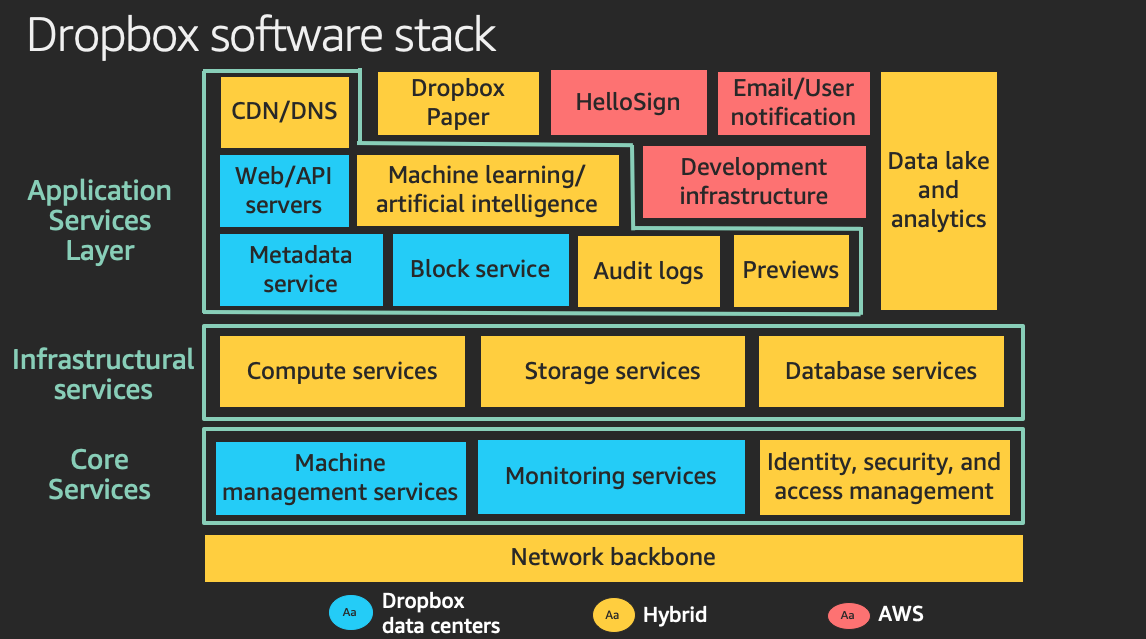 Dropbox software stack
CDN/DNS
Dropbox
Paper
HelloSign
Email/User
notification
Data lake
and
analytics
Application
Services
Layer
Web/API
servers
Machine learning/
artificial intelligence
Development
infrastructure
Metadata
service
Block service
Audit logs
Previews
Infrastructural
services
Compute services
Storage services
Database services
Core
Services
Machine
management services
Monitoring services
Identity, security, and
access management
Network backbone
Aa
Dropbox
data centers
Aa
Hybrid
Aa
AWS